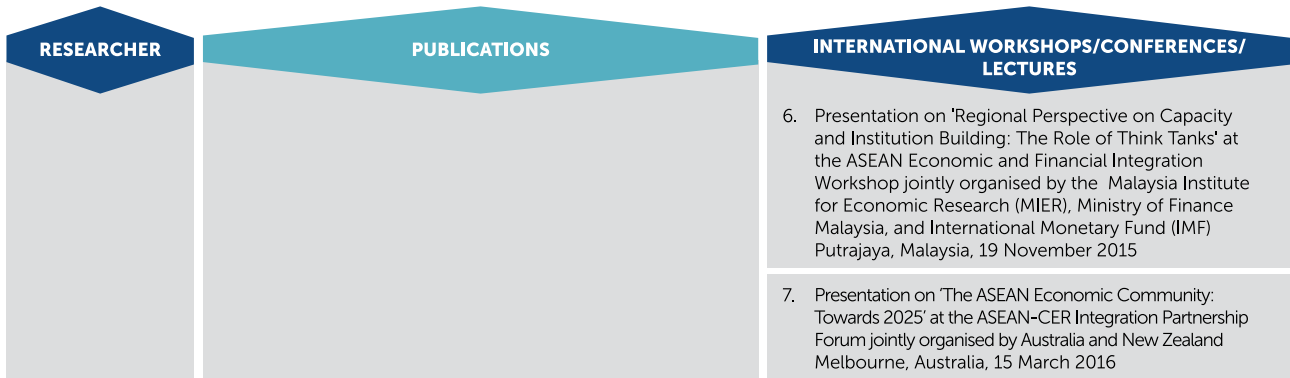 RESEARCHER
PUBLICATIONS
INTERNATIONAL WORKSHOPS/CONFERENCES/
LECTURES
6. Presentation on 'Regional Perspective on Capacity
and Institution Building: The Role of Think Tanks' at
the ASEAN Economic and Financial Integration
Workshop jointly organised by the Malaysia Institute
for Economic Research (MIER), Ministry of Finance
Malaysia, and International Monetary Fund (IMF)
Putrajaya, Malaysia, 19 November 2015
7. Presentation on 'The ASEAN Economic Community:
Towards 2025' at the ASEAN-CER Integration Partnership
Forum jointly organised by Australia and New Zealand
Melbourne, Australia, 15 March 2016